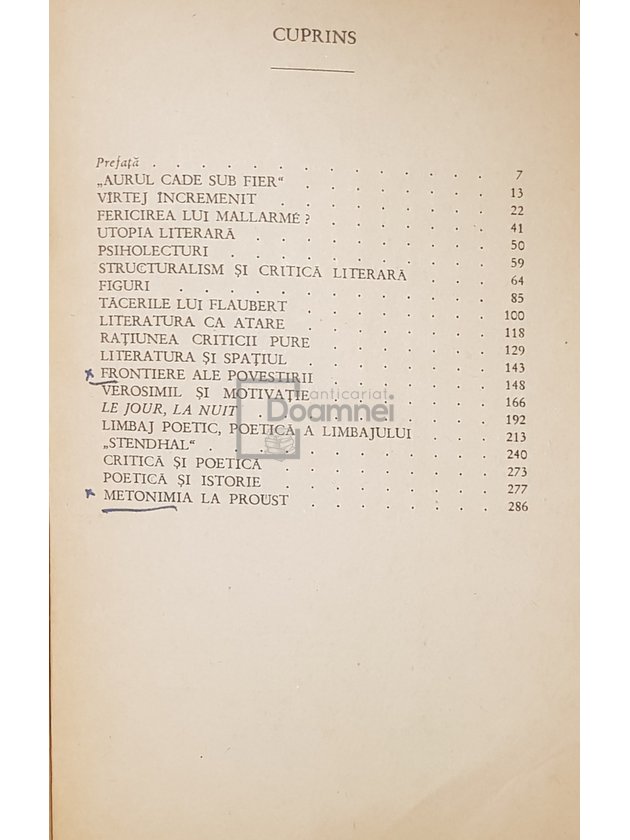 CUPRINS
Prefață . . . . . . . . . . . . . 7
„AURUL CADE SUB FIER“ . . . . . . . 13
VÎRTEJ ÎNCREMENIT . . . . . . . . 22
FERICIREA LUI MALLARMÉ ? . . . . . . 41
UTOPIA LITERARĂ . . . . . . . . . 50
PSIHOLECTURI . . . . . . . . . . 59
STRUCTURALISM ȘI CRITICĂ LITERARĂ . . . 64
FIGURI . . . . . . . . . . . . 85
TĂCERILE LUI FLAUBERT . . . . . . . 100
LITERATURA CA ATARE . . . . . . . 118
RAȚIUNEA CRITICII PURE . . . . . . . 129
LITERATURA ȘI SPAȚIUL . . . . . . . 143
FRONTIERE ALE POVESTIRII . . . . . . 148
VEROSIMIL ȘI MOTIVAȚIE . . . . . . . 166
LE JOUR, LA NUIT . . . . . . . . . 192
LIMBAJ POETIC, POETICĂ A LIMBAJULUI . . . 213
„STENDHAL“ . . . . . . . . . . . 240
CRITICĂ ȘI POETICĂ . . . . . . . . 273
POETICĂ ȘI ISTORIE . . . . . . . . 277
METONIMIA LA PROUST . . . . . . . 286
anticariat
Doamnei